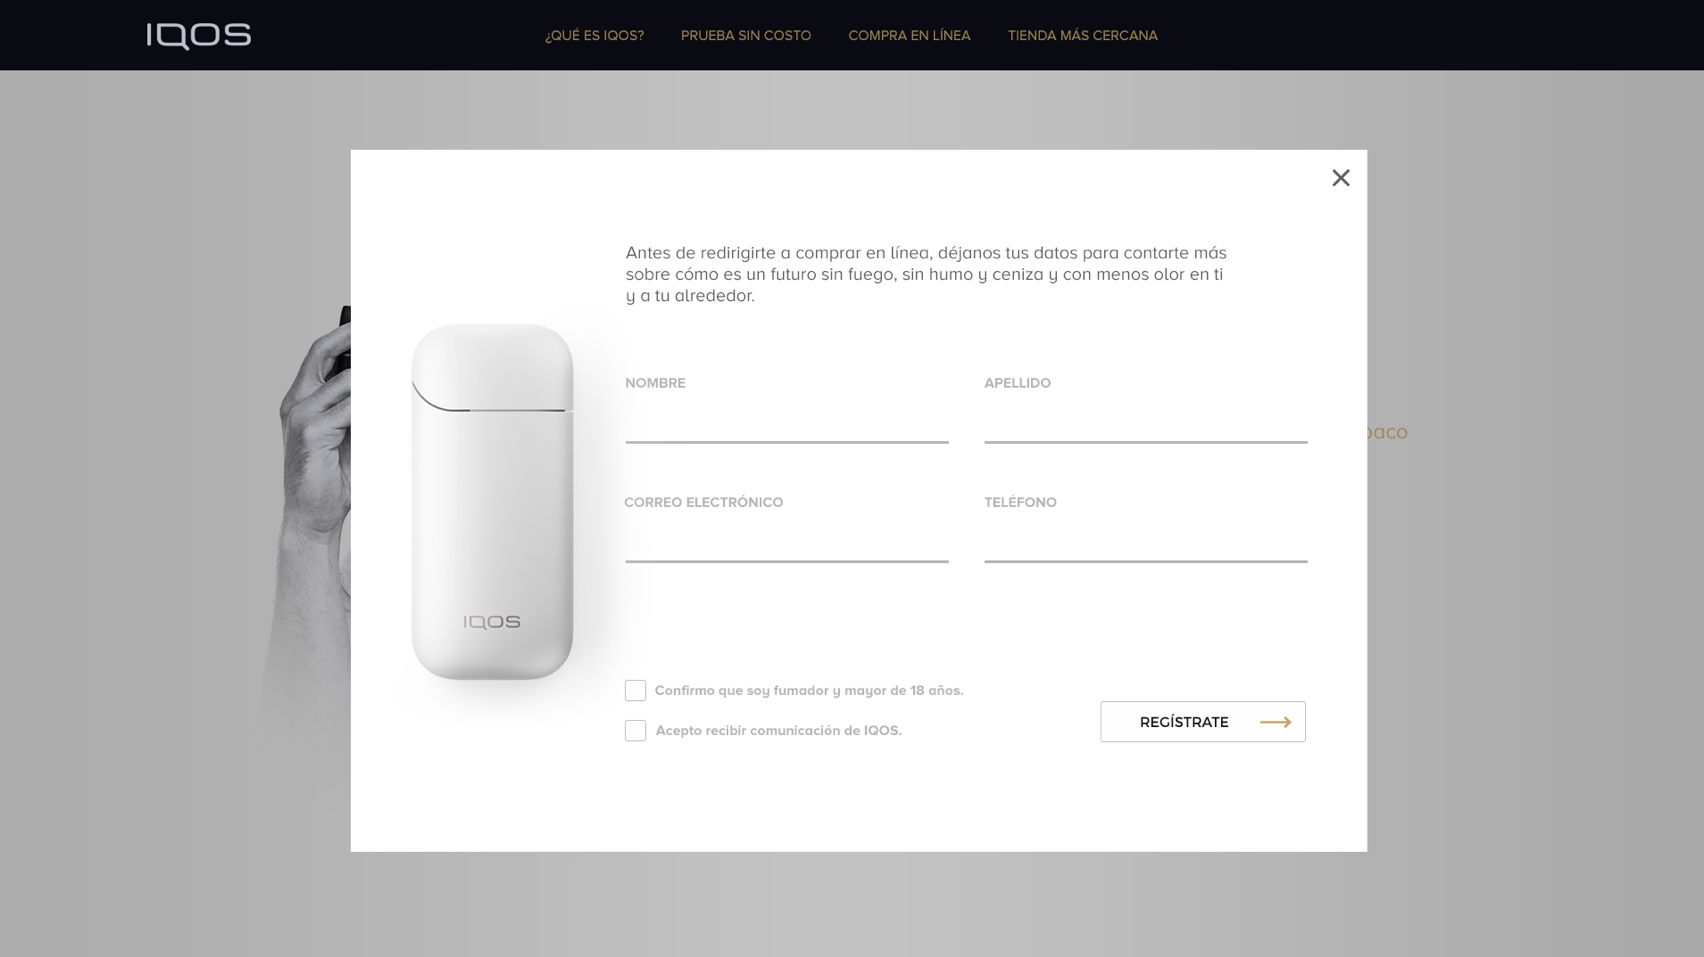 IQOS
¿QUÉ ES IQOS? PRUEBA SIN COSTO COMPRA EN LÍNEA TIENDA MÁS CERCANA
Antes de redirigirte a comprar en línea, déjanos tus datos para contarte más
sobre cómo es un futuro sin fuego, sin humo y ceniza y con menos olor en ti
y a tu alrededor.
NOMBRE APELLIDO
CORREO ELECTRÓNICO TELÉFONO
IQOS
Confirmo que soy fumador y mayor de 18 años.
Acepto recibir comunicación de IQOS.
REGÍSTRATE